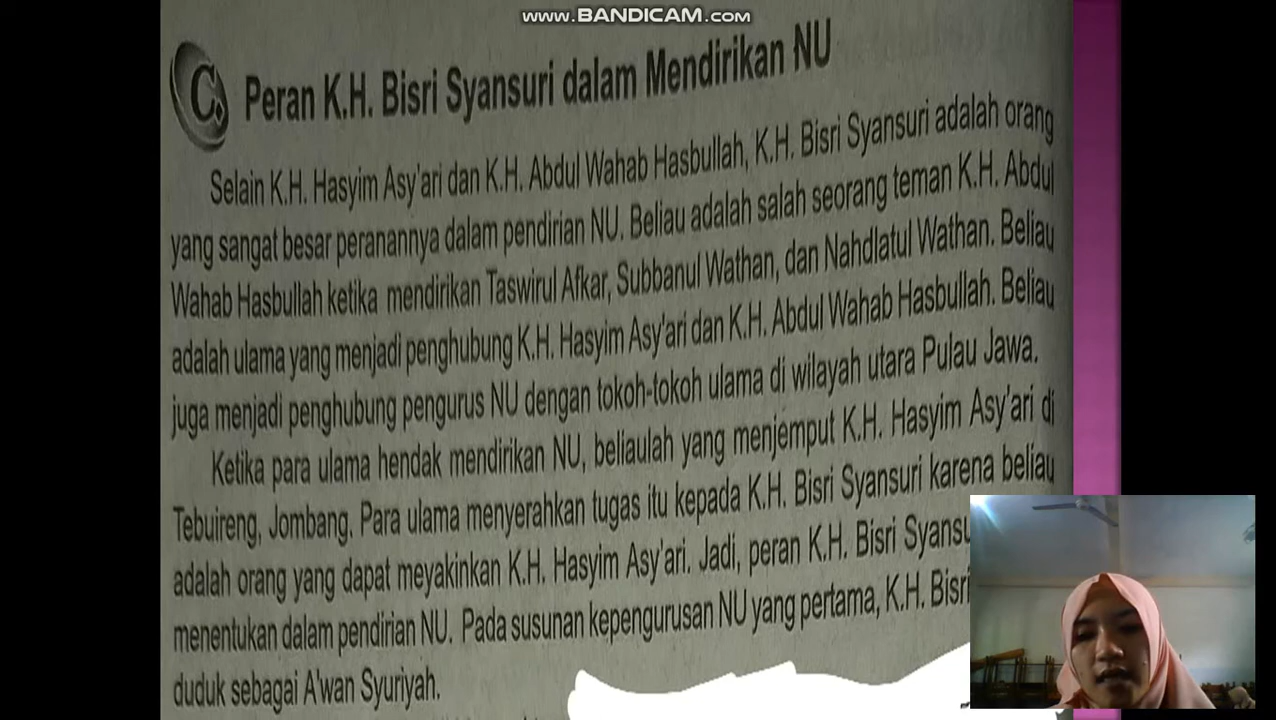 www.BANDICAM.com
C. Peran K.H. Bisri Syansuri dalam Mendirikan NU
Selain K.H. Hasyim Asy'ari dan K.H. Abdul Wahab Hasbullah, K.H. Bisri Syansuri adalah orang
yang sangat besar peranannya dalam pendirian NU. Beliau adalah salah seorang teman K.H. Abdul
Wahab Hasbullah ketika mendirikan Taswirul Afkar, Subbanul Wathan, dan Nahdlatul Wathan. Beliau
adalah ulama yang menjadi penghubung K.H. Hasyim Asy'ari dan K.H. Abdul Wahab Hasbullah. Beliau
juga menjadi penghubung pengurus NU dengan tokoh-tokoh ulama di wilayah utara Pulau Jawa.
Ketika para ulama hendak mendirikan NU, beliaulah yang menjemput K.H. Hasyim Asy'ari di
Tebuireng, Jombang. Para ulama menyerahkan tugas itu kepada K.H. Bisri Syansuri karena beliau
adalah orang yang dapat meyakinkan K.H. Hasyim Asy'ari. Jadi, peran K.H. Bisri
menentukan dalam pendirian NU. Pada susunan kepengurusan NU yang pertama, K.H. Bisri
duduk sebagai A'wan Syuriyah.